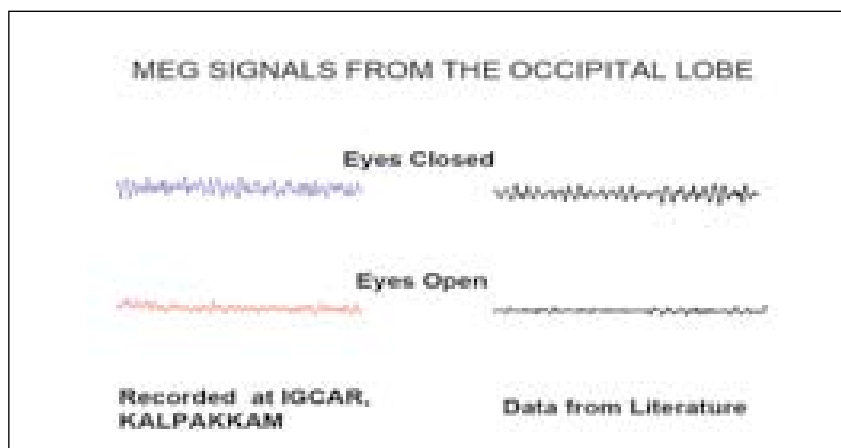 MEG SIGNALS FROM THE OCCIPITAL LOBE
Eyes Closed
Eyes Open
Recorded at IGCAR,
KALPAKKAM
Data from Literature